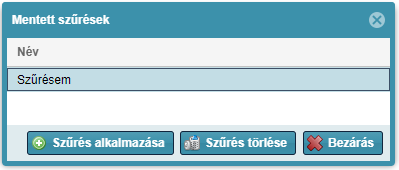 Mentett szűrések
Név
Szűrésem
Szűrés alkalmazása
Szűrés törlése
Bezárás